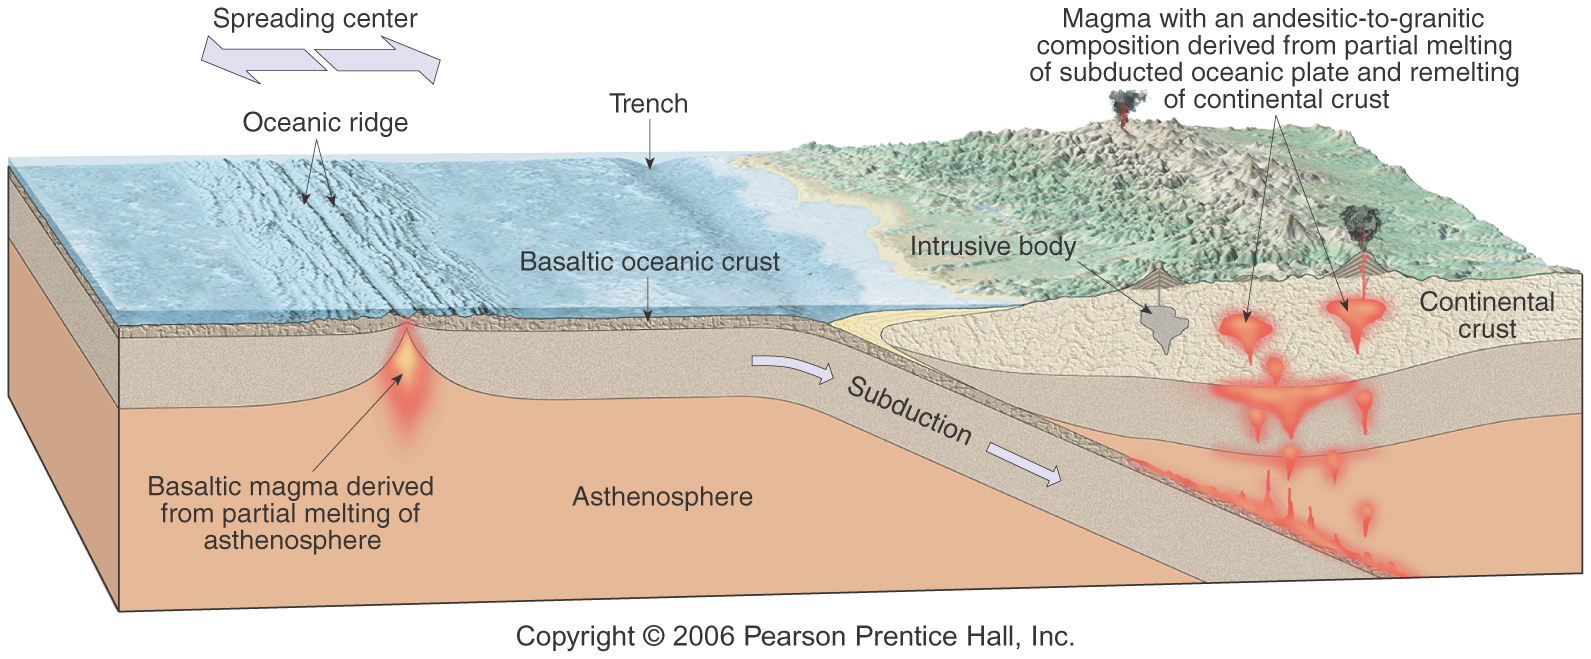 Spreading center
Oceanic ridge
Trench
Magma with an andesitic-to-granitic
composition derived from partial melting
of subducted oceanic plate and remelting
of continental crust
Basaltic oceanic crust
Intrusive body
Continental
crust
Subduction
Basaltic magma derived
from partial melting of
asthenosphere
Asthenosphere
Copyright © 2006 Pearson Prentice Hall, Inc.